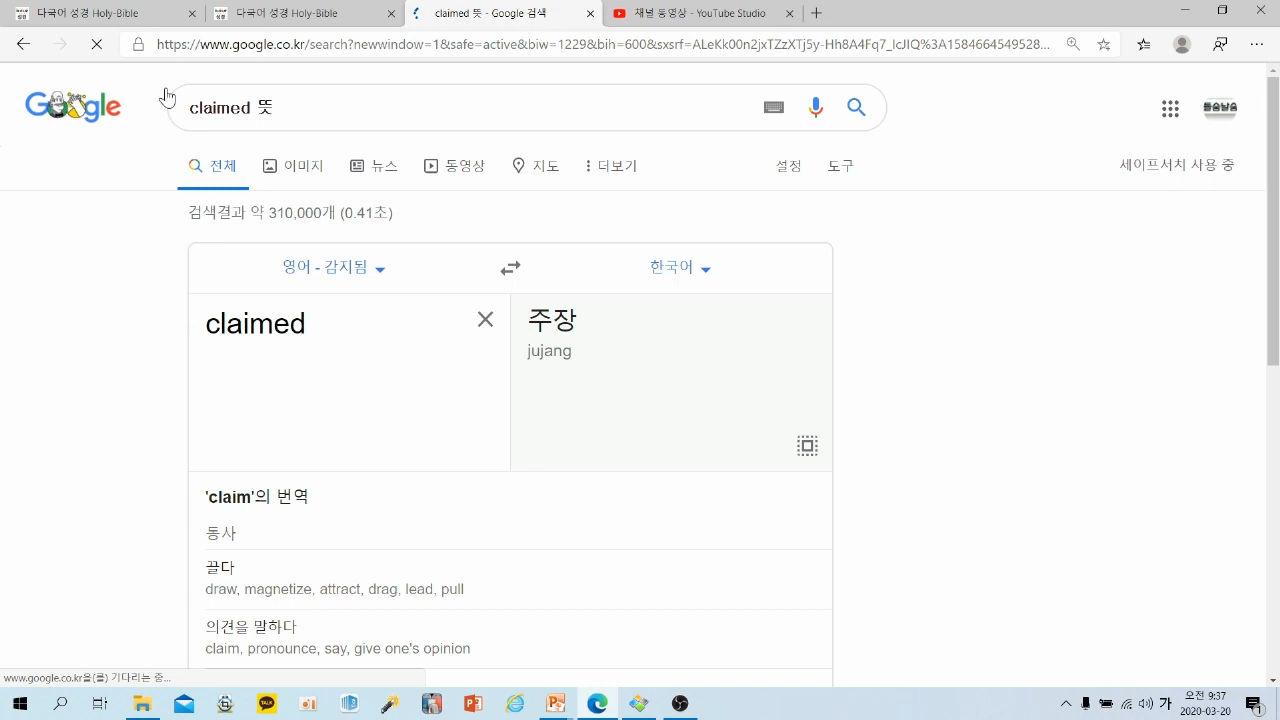 다국어 성경 Holy-Bible
다국어 성경 Holy-Bible
claimed 뜻 - Google 검색
채널 동영상 - YouTube Studio
https://www.google.co.kr/search?newwindow=1&safe=active&biw=1229&bih=600&sxsrf=ALeKk00n2jxTZzXTj5y-Hh8A4Fq7_lcJIQ%3A1584664549528...
Google
claimed 뜻
전체
이미지
뉴스
동영상
지도
더보기
설정
도구
세이프서치 사용 중
검색결과 약 310,000개 (0.41초)
영어 - 감지됨
한국어
claimed
주장
jujang
'claim'의 번역
동사
끌다
draw, magnetize, attract, drag, lead, pull
의견을 말하다
claim, pronounce, say, give one's opinion
www.google.co.kr을(를) 기다리는 중...
TALK
가
오전 9:37
2020-03-20
1